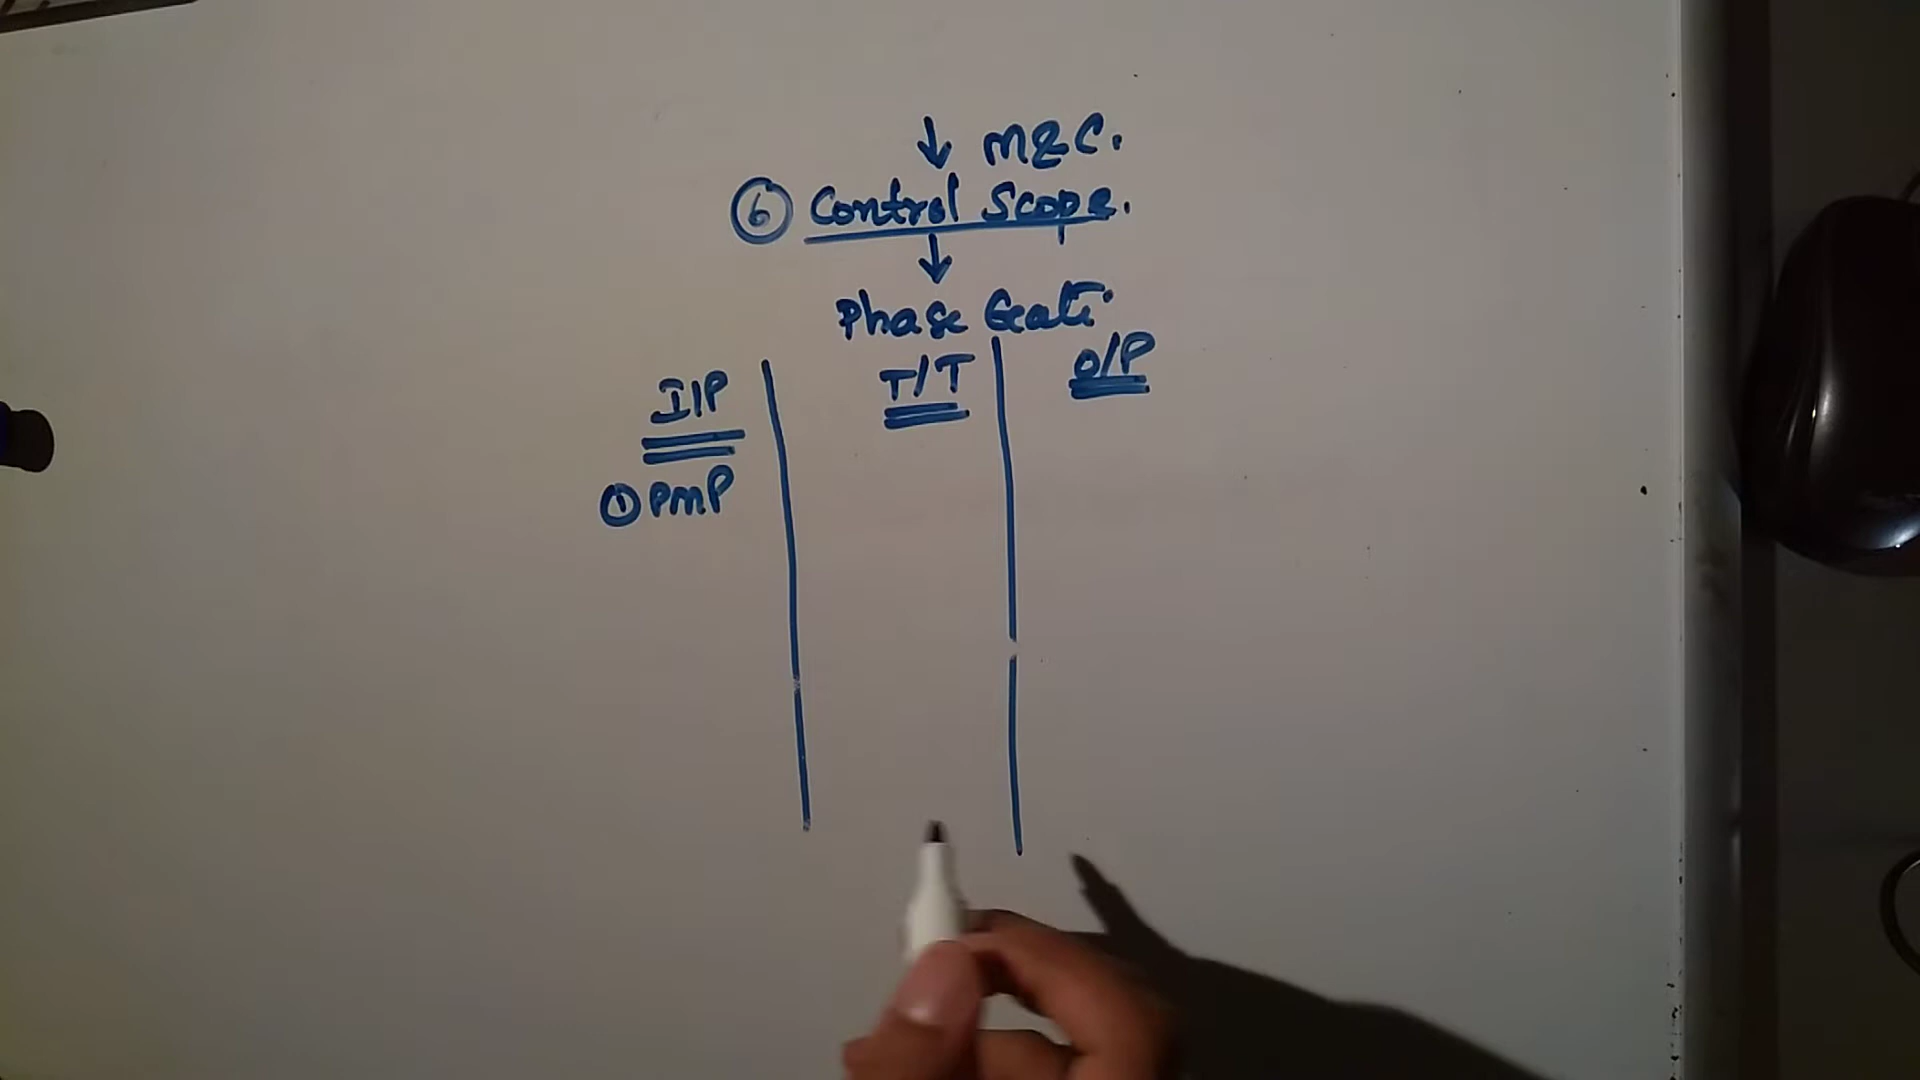 ↓ M&C.
⑥ Control Scope.
↓
Phase Gate.
I/P T/T O/P
① PMP